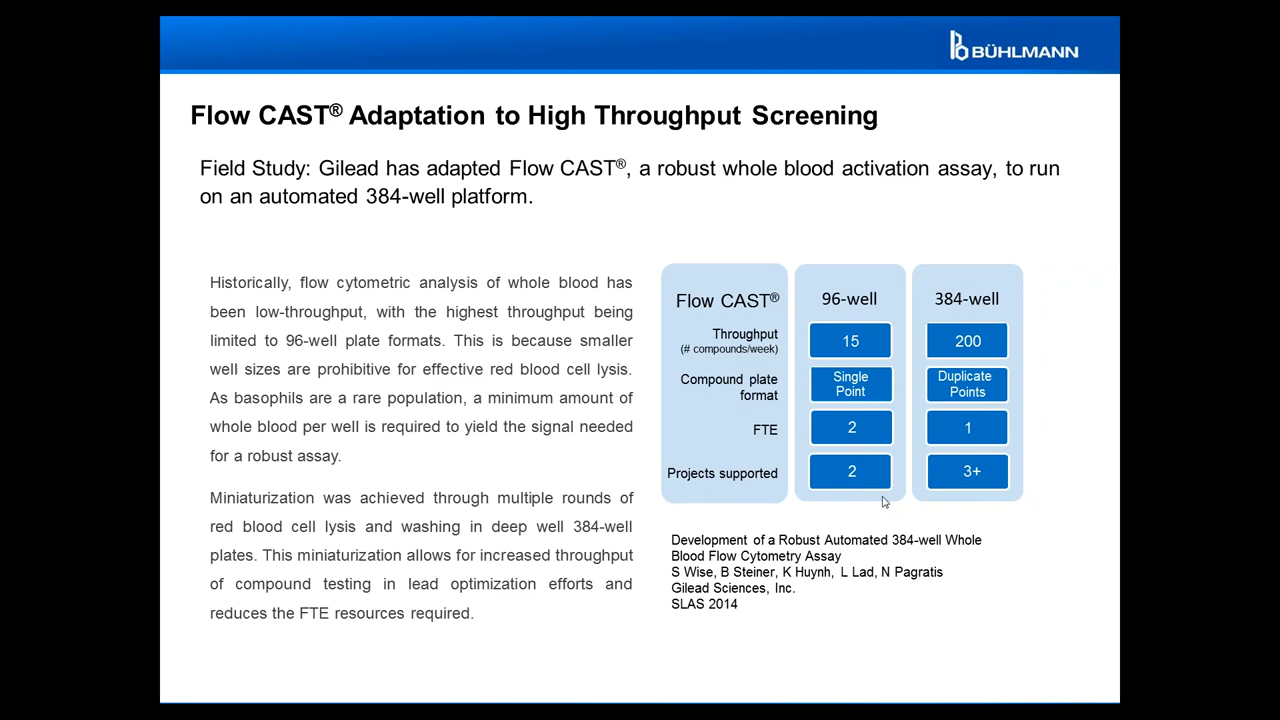 BÜHLMANN
Flow CAST® Adaptation to High Throughput Screening
Field Study: Gilead has adapted Flow CAST®, a robust whole blood activation assay, to run
on an automated 384-well platform.
Historically, flow cytometric analysis of whole blood has
been low-throughput, with the highest throughput being
limited to 96-well plate formats. This is because smaller
well sizes are prohibitive for effective red blood cell lysis.
As basophils are a rare population, a minimum amount of
whole blood per well is required to yield the signal needed
for a robust assay.
Miniaturization was achieved through multiple rounds of
red blood cell lysis and washing in deep well 384-well
plates. This miniaturization allows for increased throughput
of compound testing in lead optimization efforts and
reduces the FTE resources required.
Flow CAST® 96-well 384-well
Throughput
(# compounds/week) 15 200
Compound plate
format Single
Point Duplicate
Points
FTE 2 1
Projects supported 2 3+
Development of a Robust Automated 384-well Whole
Blood Flow Cytometry Assay
S Wise, B Steiner, K Huynh, L Lad, N Pagratis
Gilead Sciences, Inc.
SLAS 2014